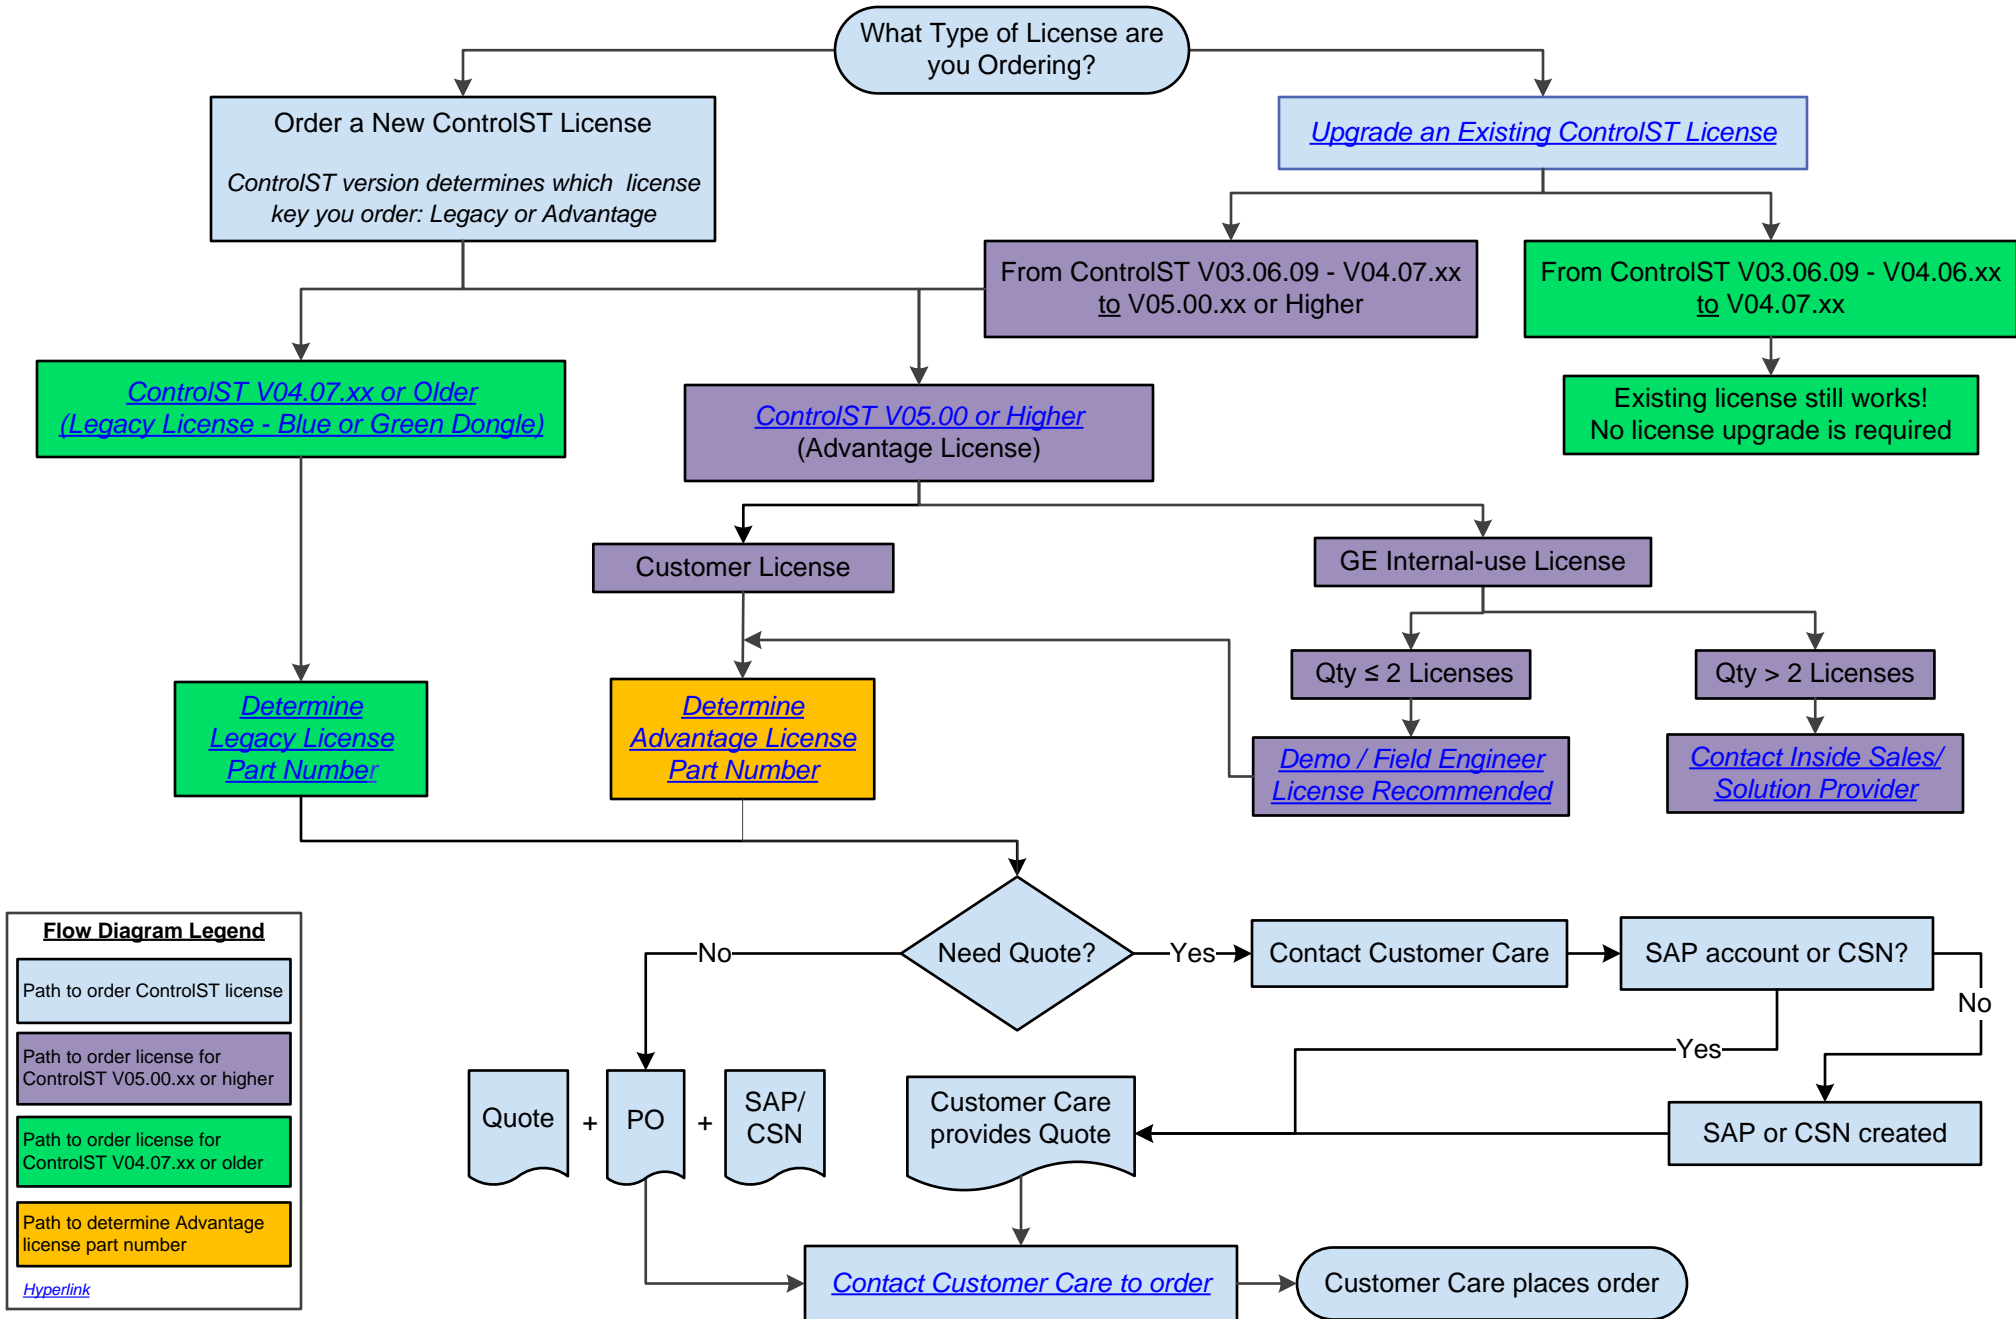 What Type of License are
you Ordering?
Order a New ControlST License
ControlST version determines which license
key you order: Legacy or Advantage
Upgrade an Existing ControlST License
From ControlST V03.06.09 - V04.07.xx
to V05.00.xx or Higher
From ControlST V03.06.09 - V04.06.xx
to V04.07.xx
ControlST V04.07.xx or Older
(Legacy License - Blue or Green Dongle)
ControlST V05.00 or Higher
(Advantage License)
Existing license still works!
No license upgrade is required
Customer License
GE Internal-use License
Qty ≤ 2 Licenses
Qty > 2 Licenses
Determine
Legacy License
Part Number
Determine
Advantage License
Part Number
Demo / Field Engineer
License Recommended
Contact Inside Sales/
Solution Provider
Need Quote?
No
Yes
Contact Customer Care
SAP account or CSN?
No
Yes
Quote
+
PO
+
SAP/
CSN
Customer Care
provides Quote
SAP or CSN created
Contact Customer Care to order
Customer Care places order
Flow Diagram Legend
Path to order ControlST license
Path to order license for
ControlST V05.00.xx or higher
Path to order license for
ControlST V04.07.xx or older
Path to determine Advantage
license part number
Hyperlink